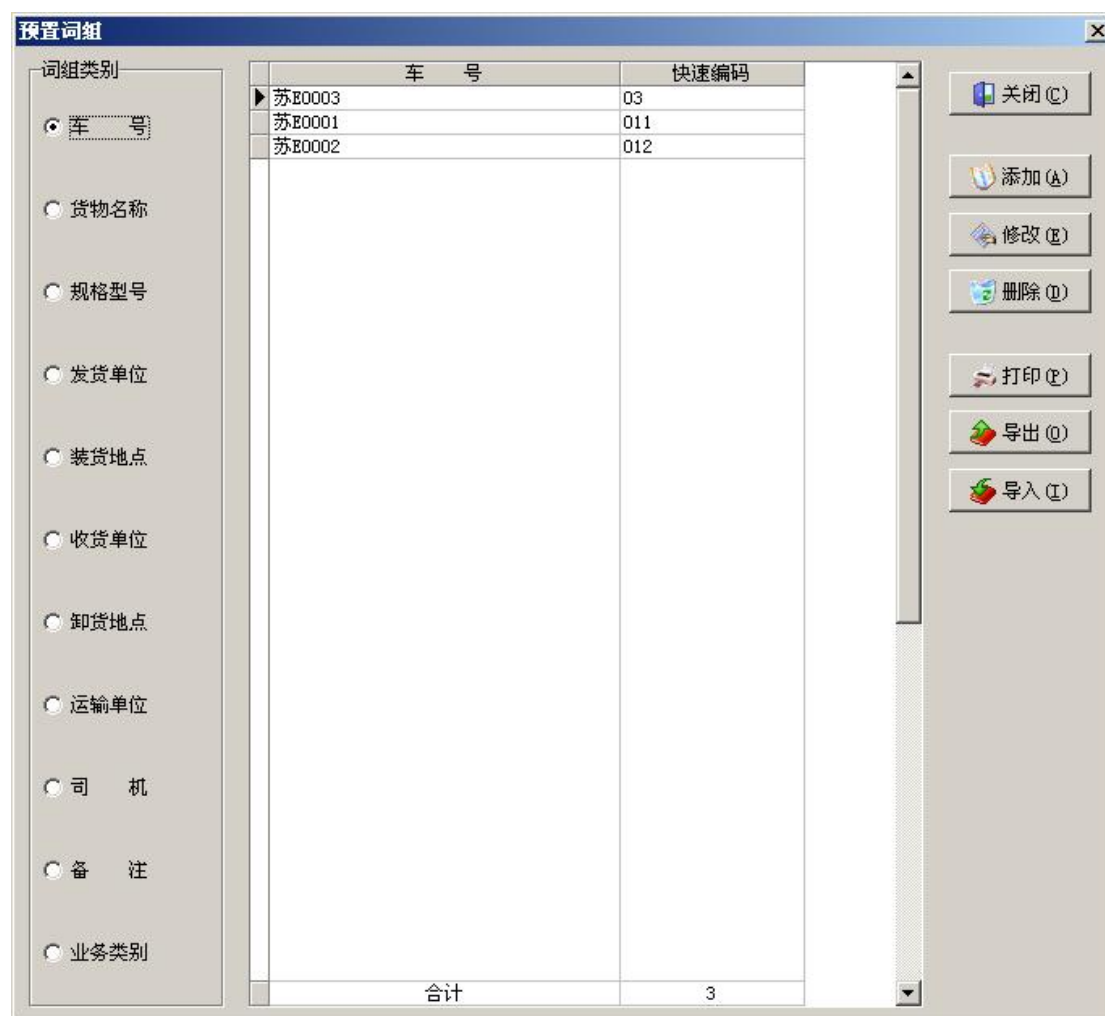 预置词组
词组类别
车 号
货物名称
规格型号
发货单位
装货地点
收货单位
卸货地点
运输单位
司 机
备 注
业务类别
车 号 快速编码
苏E0003 03
苏E0001 011
苏E0002 012
合计 3
关闭(C)
添加(A)
修改(E)
删除(D)
打印(P)
导出(O)
导入(I)